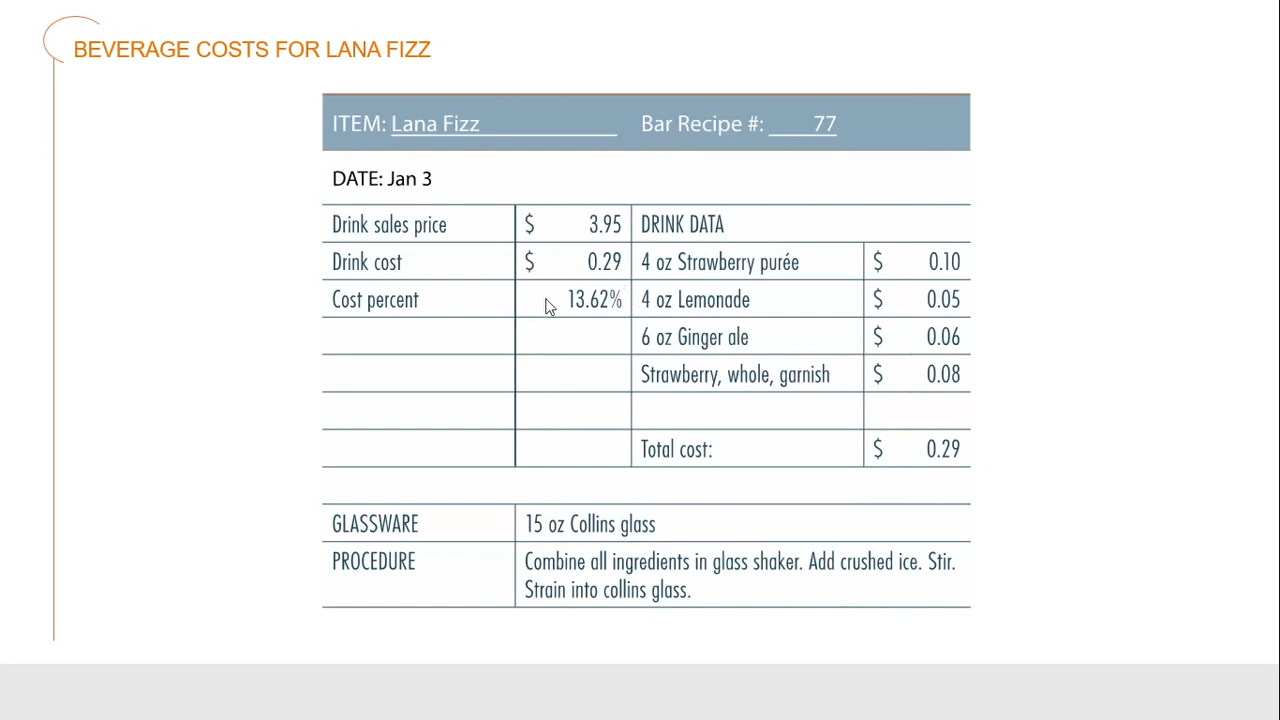 BEVERAGE COSTS FOR LANA FIZZ
ITEM: Lana Fizz Bar Recipe #: 77
DATE: Jan 3
Drink sales price $ 3.95 DRINK DATA
Drink cost $ 0.29 4 oz Strawberry purée $ 0.10
Cost percent 13.62% 4 oz Lemonade $ 0.05
6 oz Ginger ale $ 0.06
Strawberry, whole, garnish $ 0.08
Total cost: $ 0.29
GLASSWARE 15 oz Collins glass
PROCEDURE Combine all ingredients in glass shaker. Add crushed ice. Stir.
Strain into collins glass.